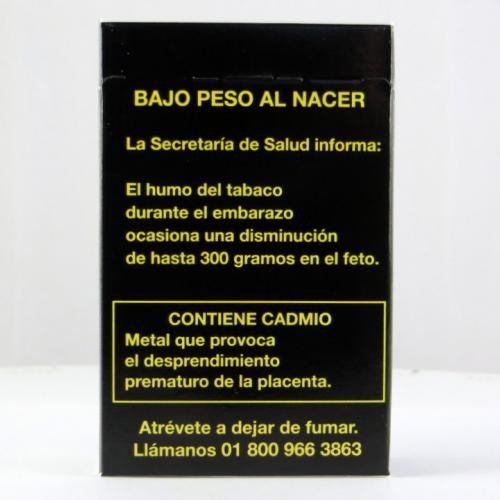 BAJO PESO AL NACER
La Secretaría de Salud informa:
El humo del tabaco
durante el embarazo
ocasiona una disminución
de hasta 300 gramos en el feto.
CONTIENE CADMIO
Metal que provoca
el desprendimiento
prematuro de la placenta.
Atrévete a dejar de fumar.
Llámanos 01 800 966 3863